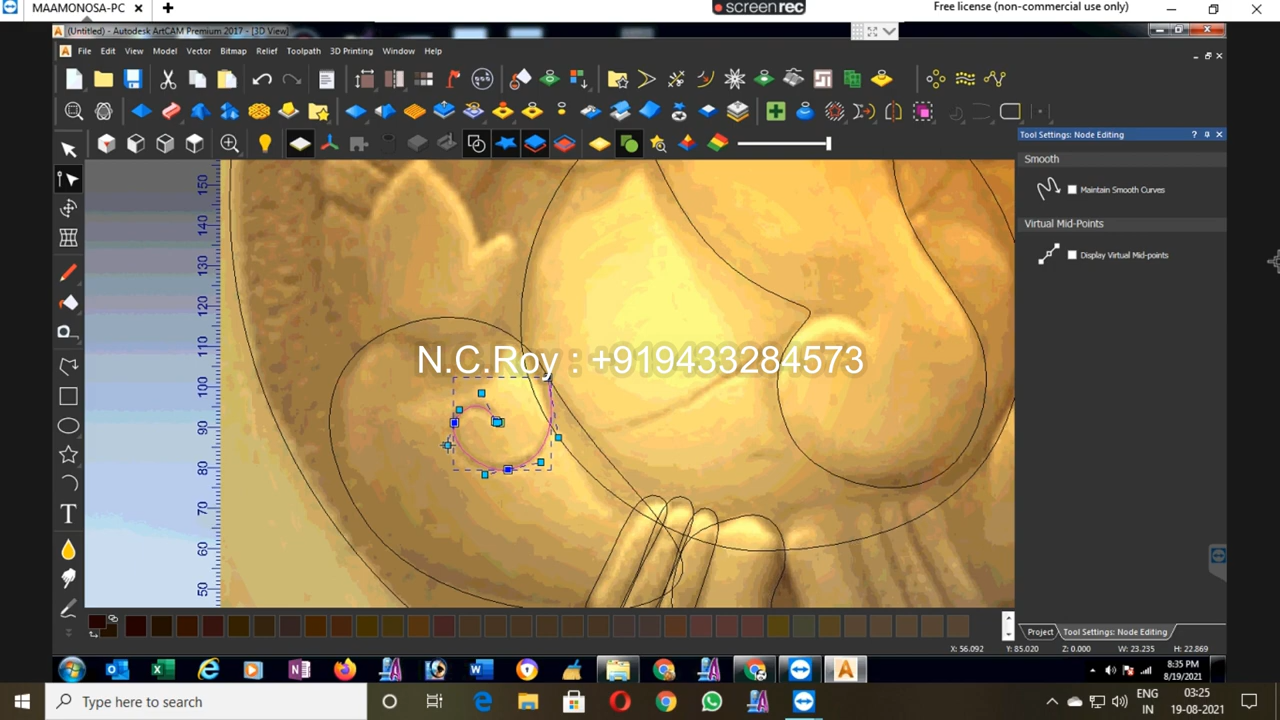 MAAMONOSA-PC
screenrec
Free license (non-commercial use only)
(Untitled) - Autodesk ArtCAM Premium 2017 - [3D View]
File Edit View Model Vector Bitmap Relief Toolpath 3D Printing Window Help
Tool Settings: Node Editing
Smooth
Maintain Smooth Curves
Virtual Mid-Points
Display Virtual Mid-points
150
140
130
120
110
100
90
80
70
60
50
N.C.Roy : +919433284573
Project Tool Settings: Node Editing
X: 56.092 Y: 85.020 Z: 0.000 W: 23.235 H: 22.869
8:35 PM
8/19/2021
Type here to search
ENG
IN
03:25
19-08-2021